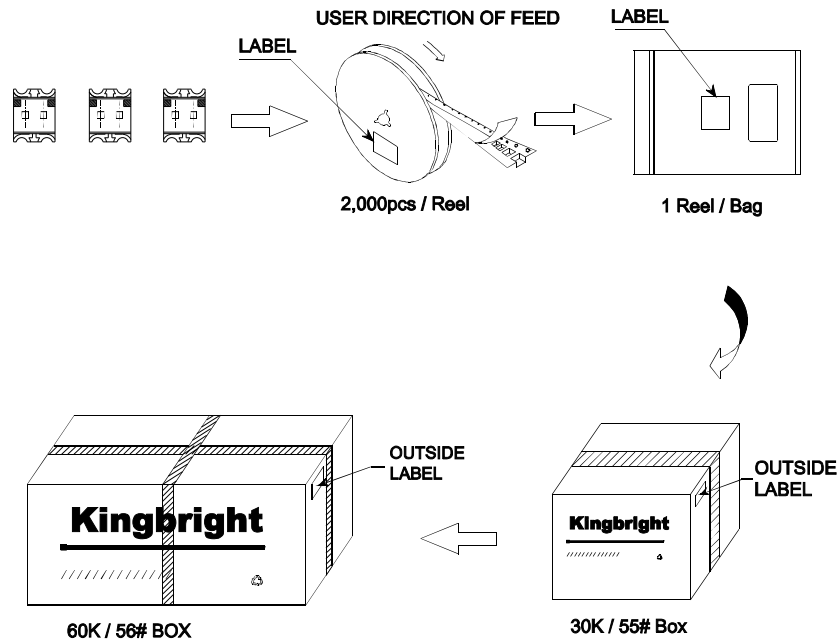 USER DIRECTION OF FEED
LABEL
LABEL
2,000pcs / Reel
1 Reel / Bag
OUTSIDE
LABEL
OUTSIDE
LABEL
Kingbright
Kingbright
60K / 56# BOX
30K / 55# Box